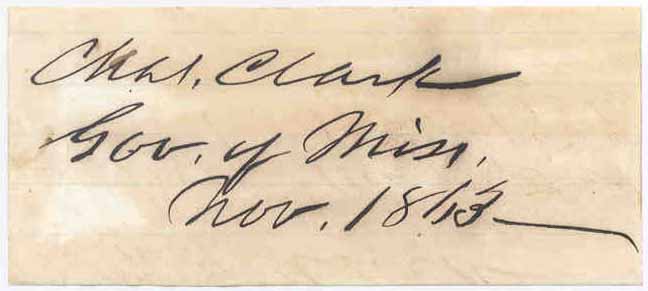 Chas. Clark
Gov. of Miss.
Nov. 1863